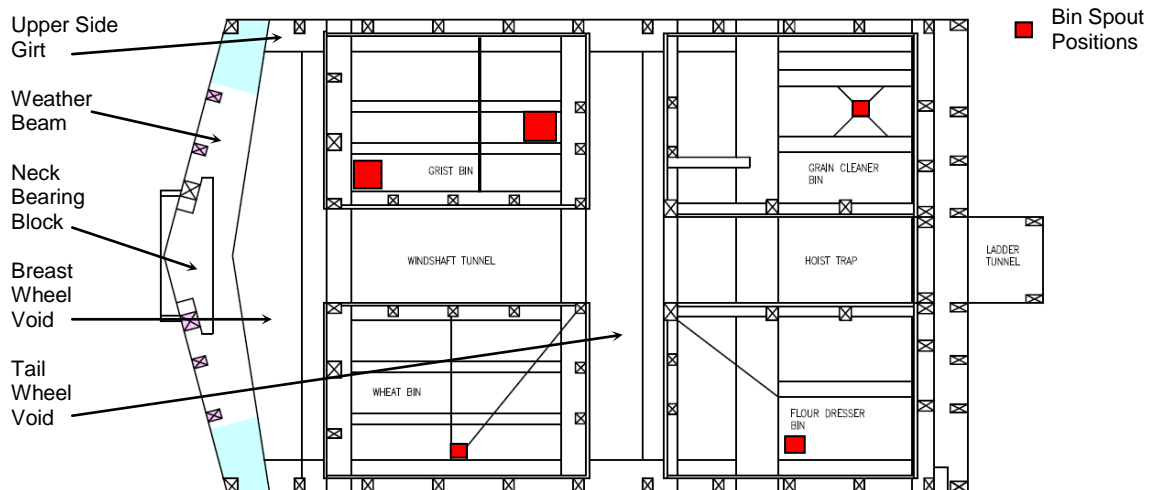 Upper Side
Girt
Weather
Beam
Neck
Bearing
Block
Breast
Wheel
Void
Tail
Wheel
Void
Bin Spout
Positions
GRIST BIN
GRAIN CLEANER
BIN
WINDSHAFT TUNNEL
HOIST TRAP
LADDER
TUNNEL
WHEAT BIN
FLOUR DRESSER
BIN